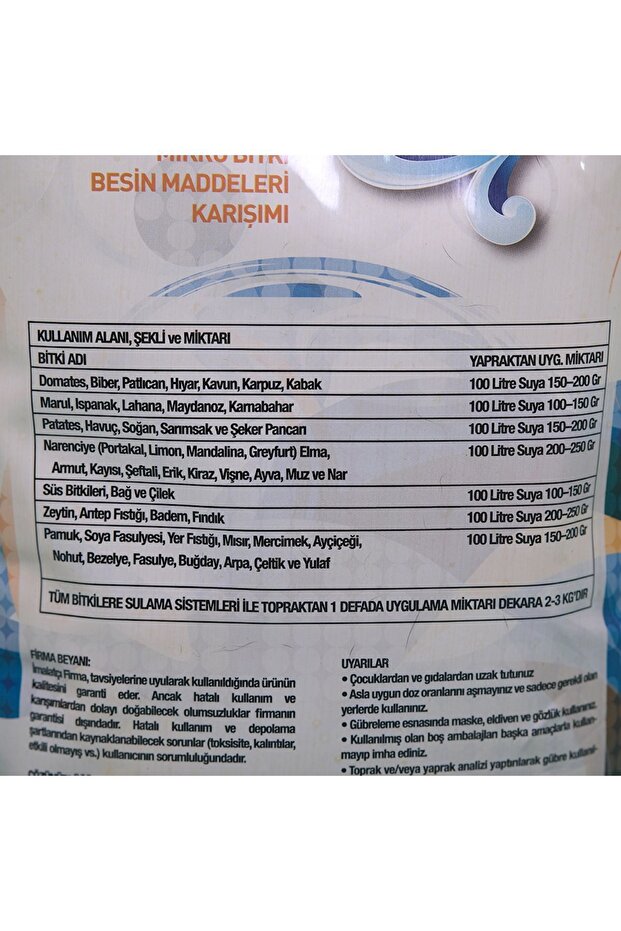 MİKRO BİTKİ
BESİN MADDELERİ
KARIŞIMI
KULLANIM ALANI, ŞEKLİ ve MİKTARI
BİTKİ ADI YAPRAKTAN UYG. MİKTARI
Domates, Biber, Patlıcan, Hıyar, Kavun, Karpuz, Kabak 100 Litre Suya 150–200 Gr
Marul, Ispanak, Lahana, Maydanoz, Karnabahar 100 Litre Suya 100–150 Gr
Patates, Havuç, Soğan, Sarımsak ve Şeker Pancarı 100 Litre Suya 150–200 Gr
Narenciye (Portakal, Limon, Mandalina, Greyfurt) Elma, 100 Litre Suya 200–250 Gr
Armut, Kayısı, Şeftali, Erik, Kiraz, Vişne, Ayva, Muz ve Nar
Süs Bitkileri, Bağ ve Çilek 100 Litre Suya 100–150 Gr
Zeytin, Antep Fıstığı, Badem, Fındık 100 Litre Suya 200–250 Gr
Pamuk, Soya Fasulyesi, Yer Fıstığı, Mısır, Mercimek, Ayçiçeği, 100 Litre Suya 150–200 Gr
Nohut, Bezelye, Fasulye, Buğday, Arpa, Çeltik ve Yulaf
TÜM BİTKİLERE SULAMA SİSTEMLERİ İLE TOPRAKTAN 1 DEFADA UYGULAMA MİKTARI DEKARA 2-3 KG'DIR
FİRMA BEYANI:
İmalatçı Firma, tavsiyelerine uyularak kullanıldığında ürünün
kalitesini garanti eder. Ancak hatalı kullanım ve
karışımlardan dolayı doğabilecek olumsuzluklar firmanın
garantisi dışındadır. Hatalı kullanım ve depolama
şartlarından kaynaklanabilecek sorunlar (toksisite, kalıntılar,
etkili olmayış vs.) kullanıcının sorumluluğundadır.
UYARILAR
• Çocuklardan ve gıdalardan uzak tutunuz
• Asla uygun doz oranlarını aşmayınız ve sadece gerekli olan
yerlerde kullanınız.
• Gübreleme esnasında maske, eldiven ve gözlük kullanınız.
• Kullanılmış olan boş ambalajları başka amaçlarla kullan-
mayıp imha ediniz.
• Toprak ve/veya yaprak analizi yaptırılarak gübre kullanıl-